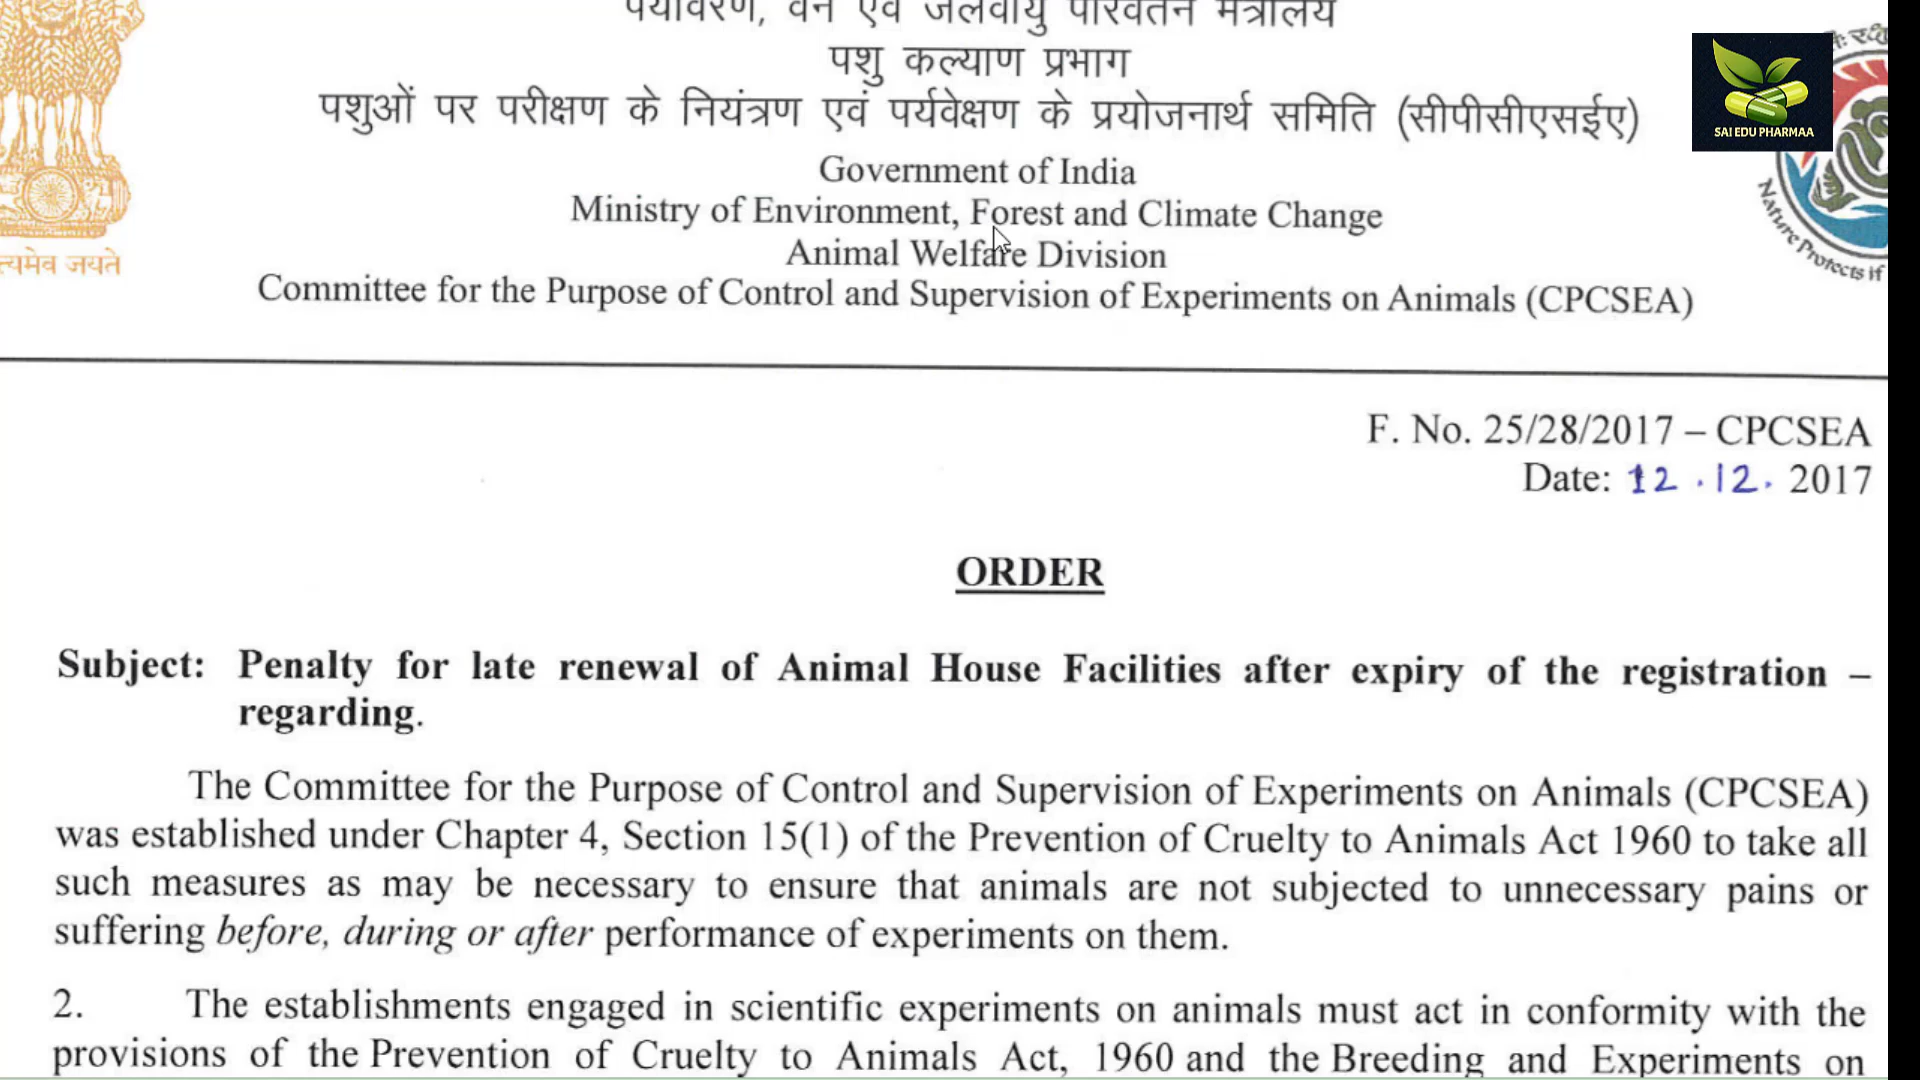 पर्यावरण, वन एवं जलवायु परिवर्तन मंत्रालय
पशु कल्याण प्रभाग
पशुओं पर परीक्षण के नियंत्रण एवं पर्यवेक्षण के प्रयोजनार्थ समिति (सीपीसीएसईए)
SAI EDU PHARMAA
Government of India
Ministry of Environment, Forest and Climate Change
Animal Welfare Division
Committee for the Purpose of Control and Supervision of Experiments on Animals (CPCSEA)
त्यमेव जयते
Nature Protects if
F. No. 25/28/2017 – CPCSEA
Date: 12.12. 2017
ORDER
Subject: Penalty for late renewal of Animal House Facilities after expiry of the registration –
regarding.
The Committee for the Purpose of Control and Supervision of Experiments on Animals (CPCSEA)
was established under Chapter 4, Section 15(1) of the Prevention of Cruelty to Animals Act 1960 to take all
such measures as may be necessary to ensure that animals are not subjected to unnecessary pains or
suffering before, during or after performance of experiments on them.
2. The establishments engaged in scientific experiments on animals must act in conformity with the
provisions of the Prevention of Cruelty to Animals Act, 1960 and the Breeding and Experiments on